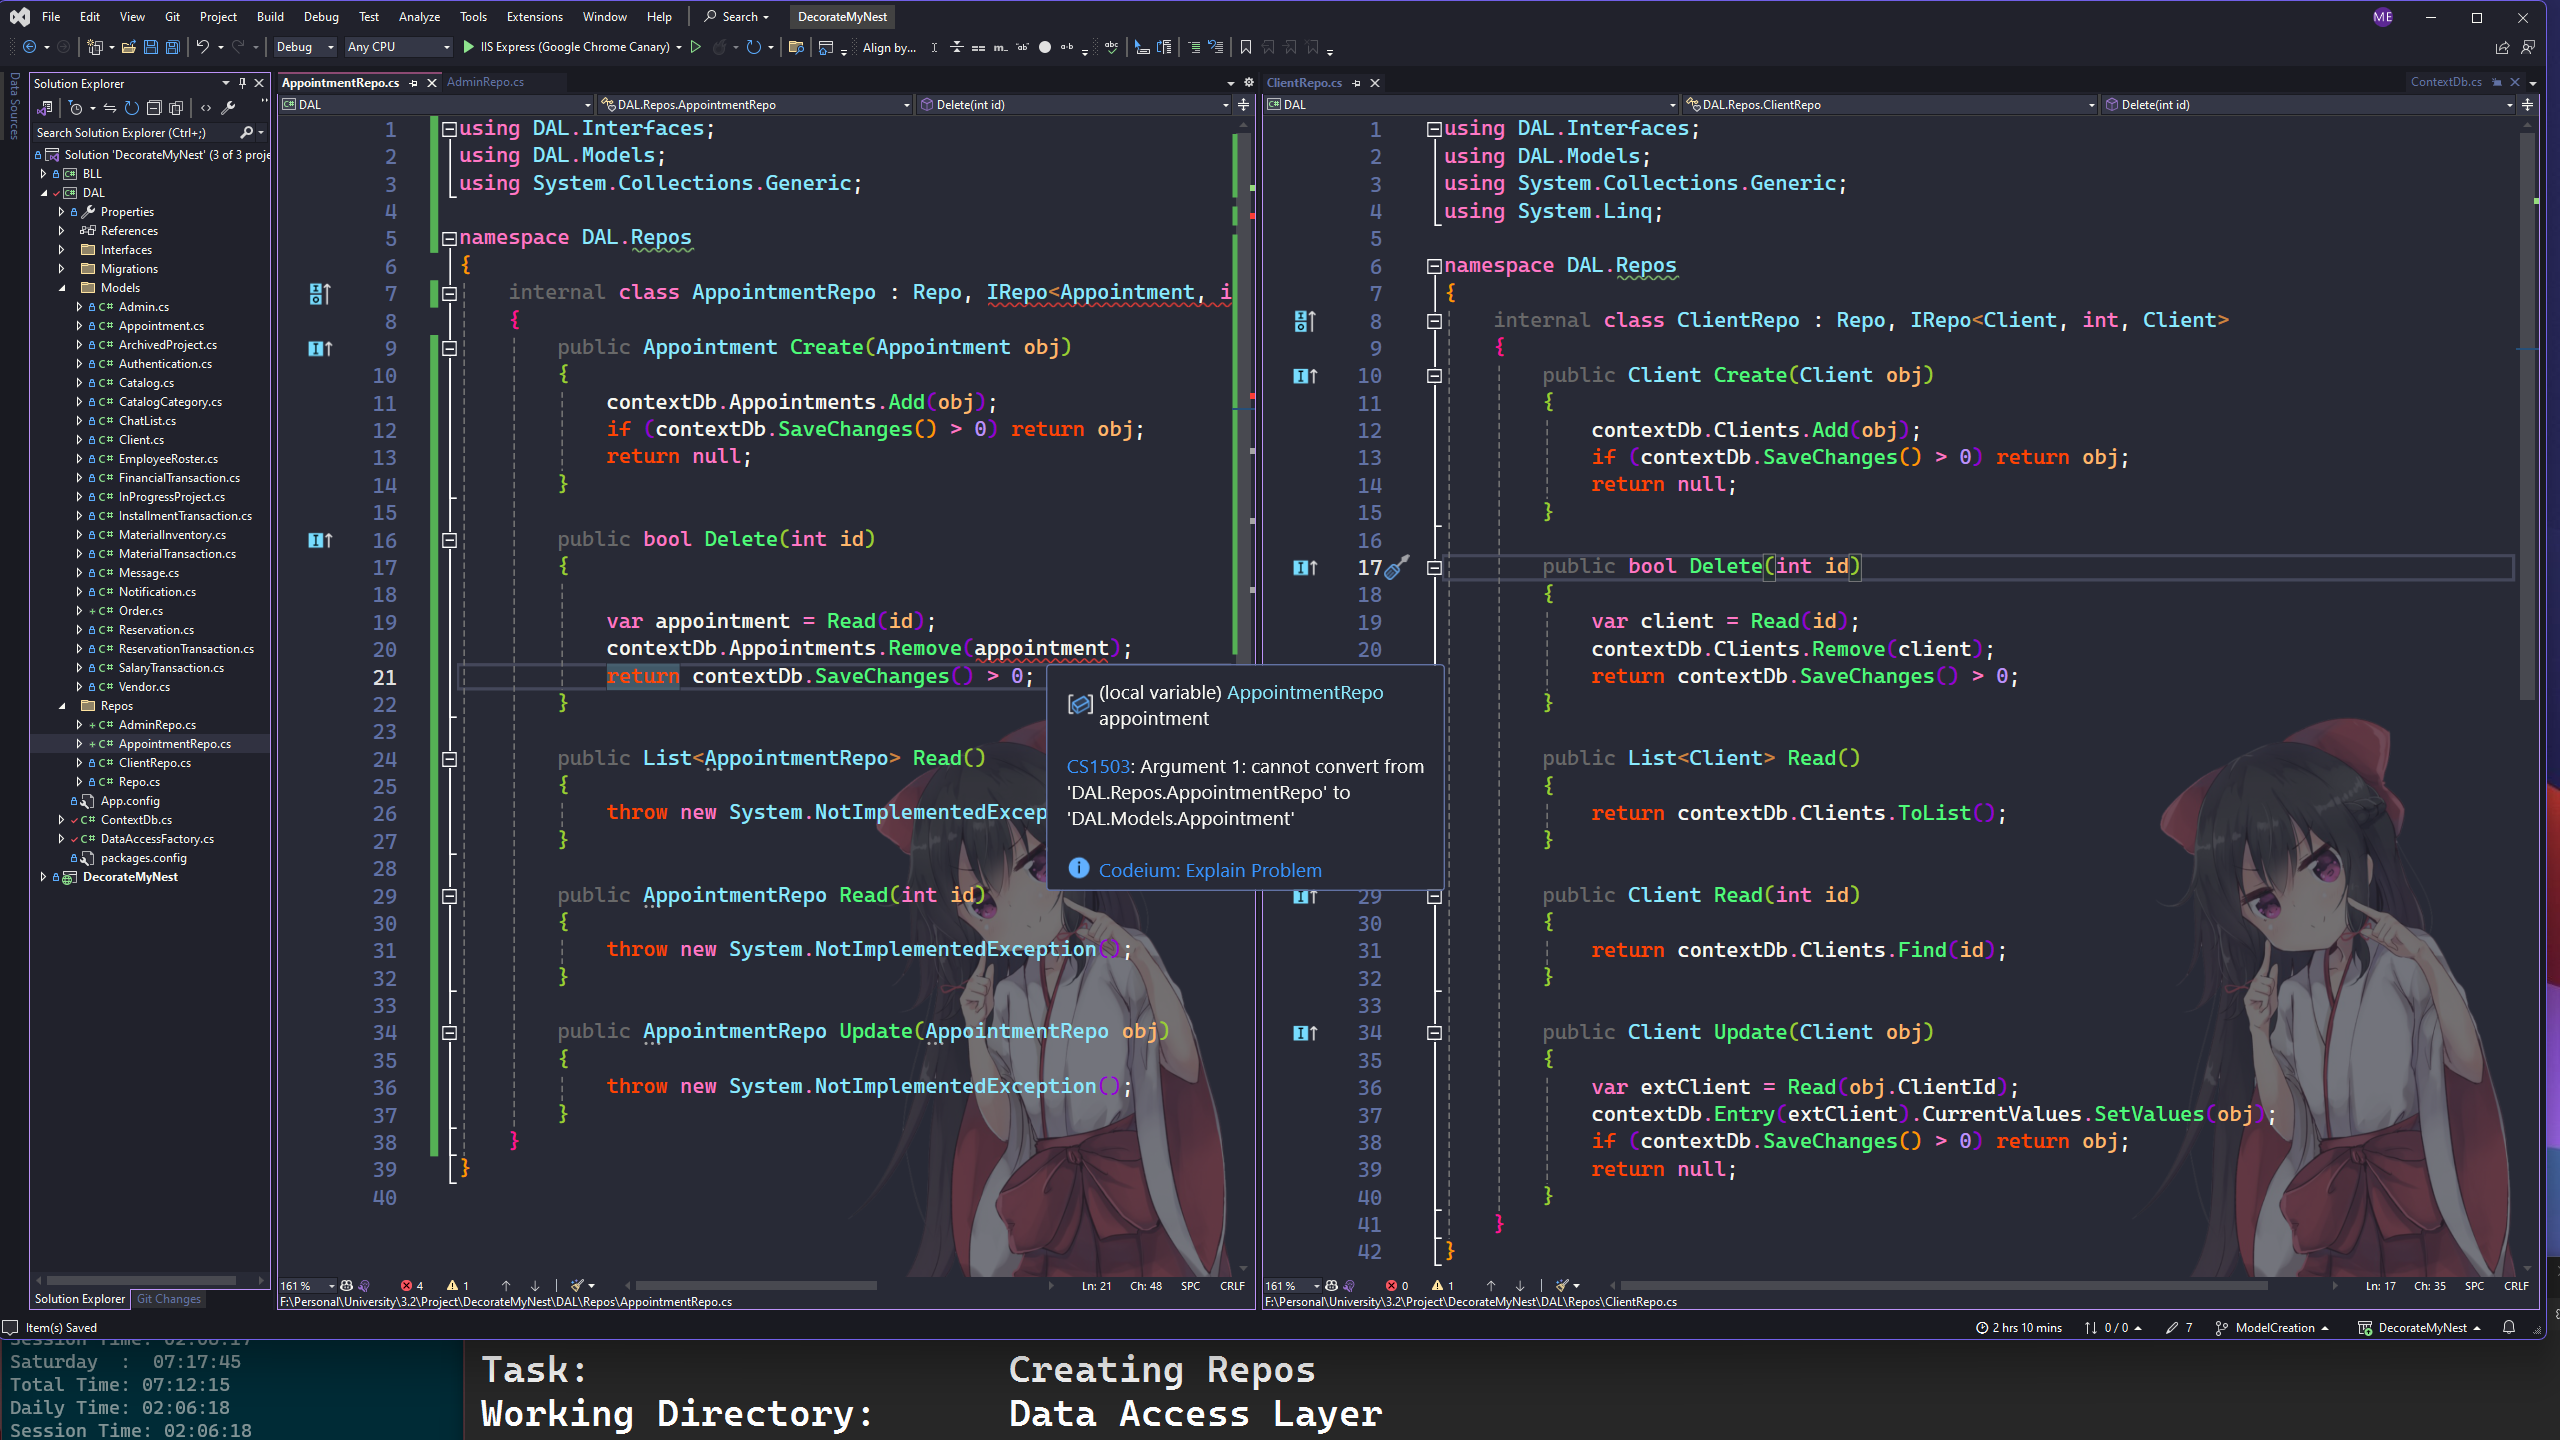 File Edit View Git Project Build Debug Test Analyze Tools Extensions Window Help Search DecorateMyNest ME
Debug Any CPU IIS Express (Google Chrome Canary) Align by...
Data Sources
Solution Explorer
Search Solution Explorer (Ctrl+;)
Solution 'DecorateMyNest' (3 of 3 proje
BLL
DAL
Properties
References
Interfaces
Migrations
Models
C# Admin.cs
C# Appointment.cs
C# ArchivedProject.cs
C# Authentication.cs
C# Catalog.cs
C# CatalogCategory.cs
C# ChatList.cs
C# Client.cs
C# EmployeeRoster.cs
C# FinancialTransaction.cs
C# InProgressProject.cs
C# InstallmentTransaction.cs
C# MaterialInventory.cs
C# MaterialTransaction.cs
C# Message.cs
C# Notification.cs
+ C# Order.cs
C# Reservation.cs
C# ReservationTransaction.cs
C# SalaryTransaction.cs
C# Vendor.cs
Repos
+ C# AdminRepo.cs
+ C# AppointmentRepo.cs
C# ClientRepo.cs
C# Repo.cs
App.config
C# ContextDb.cs
C# DataAccessFactory.cs
packages.config
DecorateMyNest
Solution Explorer Git Changes
AppointmentRepo.cs AdminRepo.cs
DAL DAL.Repos.AppointmentRepo Delete(int id)
1 using DAL.Interfaces;
2 using DAL.Models;
3 using System.Collections.Generic;
4
5 namespace DAL.Repos
6 {
7 internal class AppointmentRepo : Repo, IRepo<Appointment, i
8 {
9 public Appointment Create(Appointment obj)
10 {
11 contextDb.Appointments.Add(obj);
12 if (contextDb.SaveChanges() > 0) return obj;
13 return null;
14 }
15
16 public bool Delete(int id)
17 {
18
19 var appointment = Read(id);
20 contextDb.Appointments.Remove(appointment);
21 return contextDb.SaveChanges() > 0;
22 }
23
24 public List<AppointmentRepo> Read()
25 {
26 throw new System.NotImplementedExcep
27 }
28
29 public AppointmentRepo Read(int id)
30 {
31 throw new System.NotImplementedException();
32 }
33
34 public AppointmentRepo Update(AppointmentRepo obj)
35 {
36 throw new System.NotImplementedException();
37 }
38 }
39 }
40
(local variable) AppointmentRepo
appointment
CS1503: Argument 1: cannot convert from
'DAL.Repos.AppointmentRepo' to
'DAL.Models.Appointment'
Codeium: Explain Problem
161 % 4 1 Ln: 21 Ch: 48 SPC CRLF
F:\Personal\University\3.2\Project\DecorateMyNest\DAL\Repos\AppointmentRepo.cs
ClientRepo.cs ContextDb.cs
DAL DAL.Repos.ClientRepo Delete(int id)
1 using DAL.Interfaces;
2 using DAL.Models;
3 using System.Collections.Generic;
4 using System.Linq;
5
6 namespace DAL.Repos
7 {
8 internal class ClientRepo : Repo, IRepo<Client, int, Client>
9 {
10 public Client Create(Client obj)
11 {
12 contextDb.Clients.Add(obj);
13 if (contextDb.SaveChanges() > 0) return obj;
14 return null;
15 }
16
17 public bool Delete(int id)
18 {
19 var client = Read(id);
20 contextDb.Clients.Remove(client);
return contextDb.SaveChanges() > 0;
}
public List<Client> Read()
{
return contextDb.Clients.ToList();
}
29 public Client Read(int id)
30 {
31 return contextDb.Clients.Find(id);
32 }
33
34 public Client Update(Client obj)
35 {
36 var extClient = Read(obj.ClientId);
37 contextDb.Entry(extClient).CurrentValues.SetValues(obj);
38 if (contextDb.SaveChanges() > 0) return obj;
39 return null;
40 }
41 }
42 }
161 % 0 1 Ln: 17 Ch: 35 SPC CRLF
F:\Personal\University\3.2\Project\DecorateMyNest\DAL\Repos\ClientRepo.cs
Item(s) Saved 2 hrs 10 mins 0 / 0 7 ModelCreation DecorateMyNest
Session Time: 02:06:17
Saturday : 07:17:45
Total Time: 07:12:15
Daily Time: 02:06:18
Session Time: 02:06:18
Task: Creating Repos
Working Directory: Data Access Layer